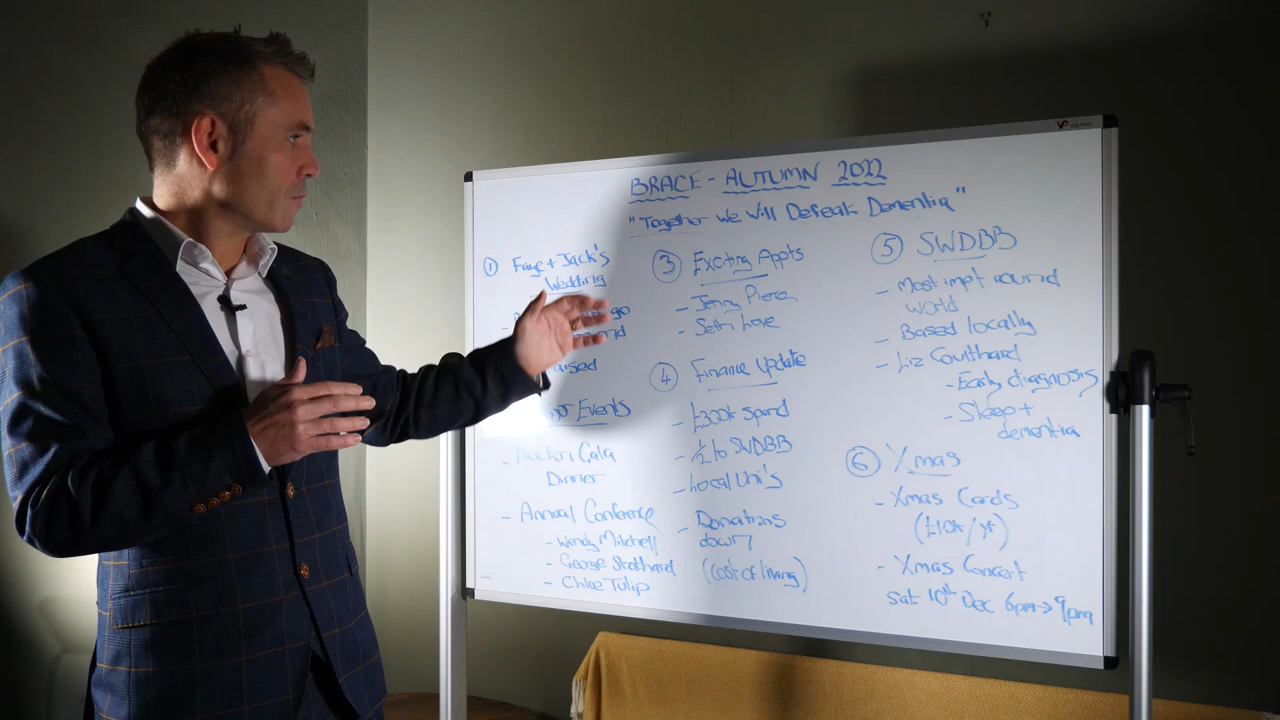 BRACE - AUTUMN 2022
"Together We Will Defeat Dementia"
① Faye + Jack's
Wedding
go
aised
Events
Gala
Dinner
- Annual Conference
- Wendy Mitchell
- George Stothard
- Chloe Tulip
③ Exciting Appts
- Jenny
- Seth Love
④ Finance Update
- £300k spend
- ½ to SWDBB
- Local Uni's
- Donations
down
(cost of living)
⑤ SWDBB
- Most impt around
world
- Based locally
- Liz Coulthard
- Early diagnosis
- Sleep +
dementia
⑥ Xmas
- Xmas Cards
(£10k/yr)
- Xmas Concert
Sat 10th Dec 6pm → 9pm